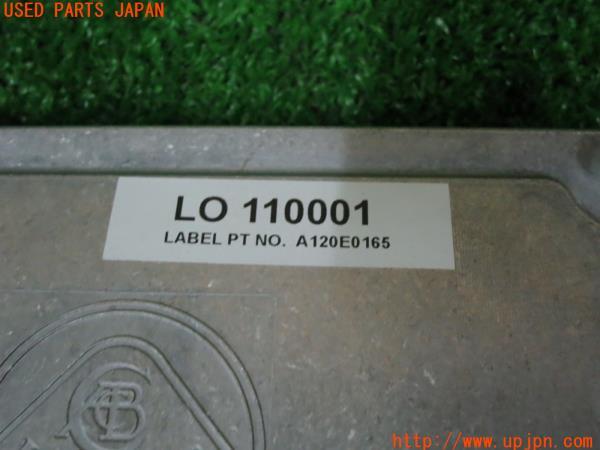 USED PARTS JAPAN
LO 110001
LABEL PT NO. A120E0165
http://www.upjpn.com